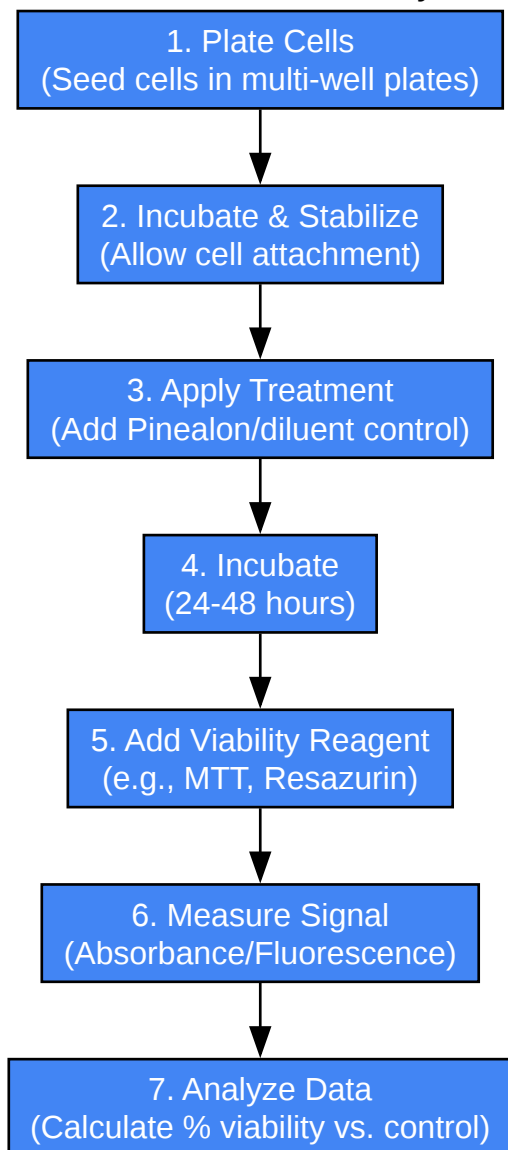 1. Plate Cells
(Seed cells in multi-well plates)
2. Incubate & Stabilize
(Allow cell attachment)
3. Apply Treatment
(Add Pinealon/diluent control)
4. Incubate
(24-48 hours)
5. Add Viability Reagent
(e.g., MTT, Resazurin)
6. Measure Signal
(Absorbance/Fluorescence)
7. Analyze Data
(Calculate % viability vs. control)